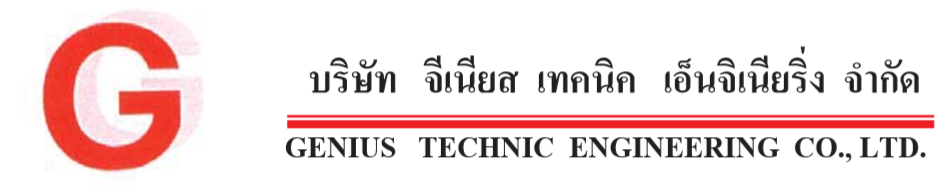 G
บริษัท จีเนียส เทคนิค เอ็นจิเนียริ่ง จำกัด
GENIUS TECHNIC ENGINEERING CO., LTD.